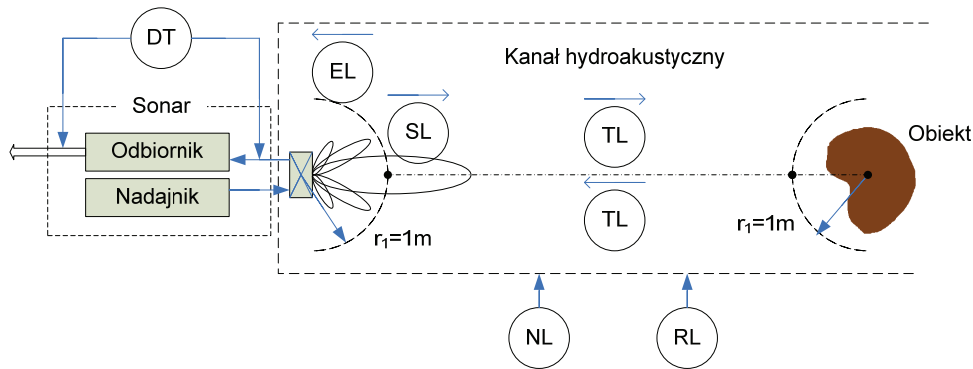 DT
Sonar
Odbiornik
Nadajnik
EL
SL
Kanał hydroakustyczny
TL
TL
Obiekt
r₁=1m
r₁=1m
NL
RL